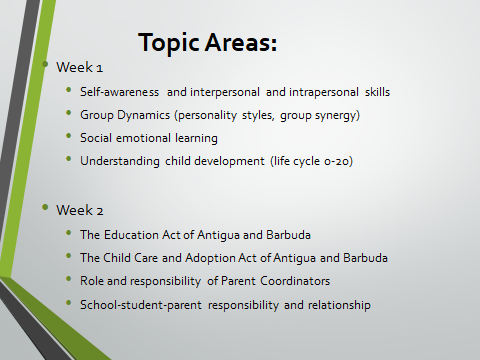 Topic Areas:
Week 1
Self-awareness and interpersonal and intrapersonal skills
Group Dynamics (personality styles, group synergy)
Social emotional learning
Understanding child development (life cycle 0-20)
Week 2
The Education Act of Antigua and Barbuda
The Child Care and Adoption Act of Antigua and Barbuda
Role and responsibility of Parent Coordinators
School-student-parent responsibility and relationship